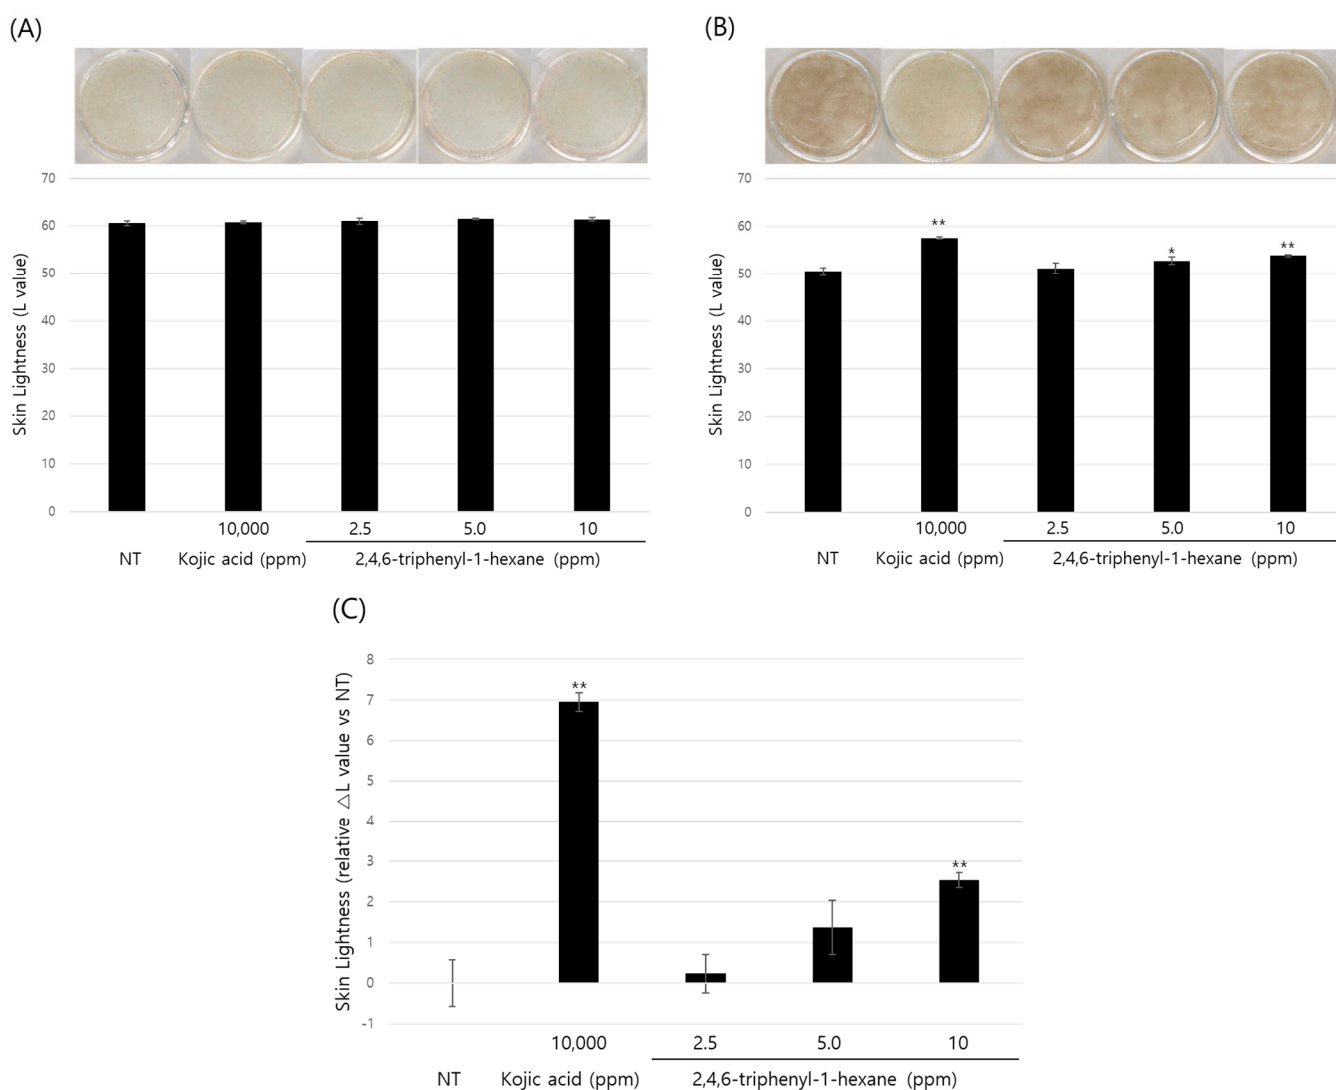 (A)
70
60
50
40
30
20
10
0
Skin Lightness (L value)
10,000 2.5 5.0 10
NT Kojic acid (ppm) 2,4,6-triphenyl-1-hexane (ppm)
(B)
70
60
50
40
30
20
10
0
Skin Lightness (L value)
** * **
10,000 2.5 5.0 10
NT Kojic acid (ppm) 2,4,6-triphenyl-1-hexane (ppm)
(C)
8
7
6
5
4
3
2
1
0
-1
Skin Lightness (relative △L value vs NT)
** **
10,000 2.5 5.0 10
NT Kojic acid (ppm) 2,4,6-triphenyl-1-hexane (ppm)